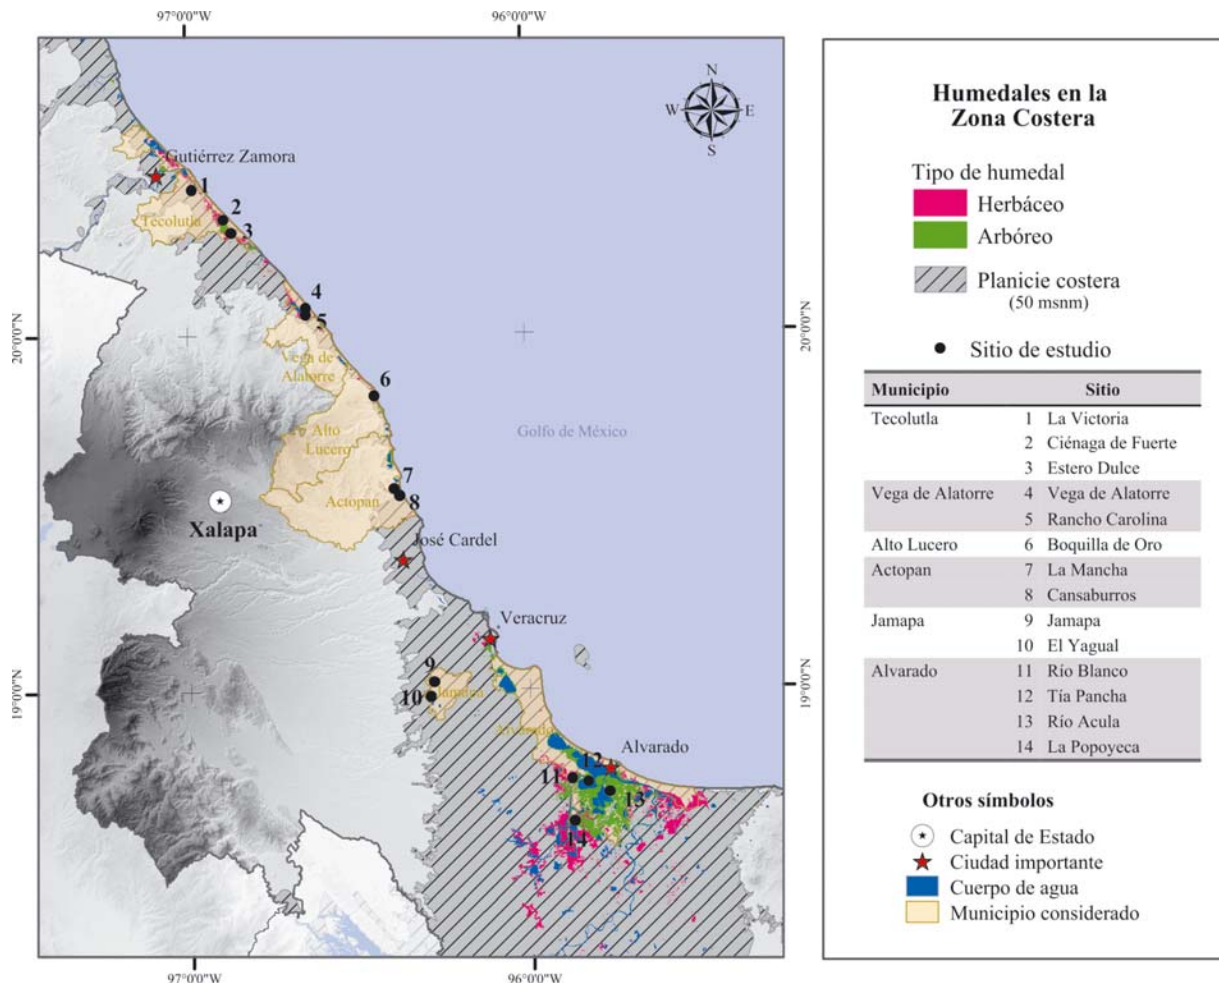 97°0'0"W 96°0'0"W
N
W E
S
Gutiérrez Zamora
1
2
Tecolutla
3
4
5
20°0'0"N
20°0'0"N
Vega de
Alatorre
6
Golfo de México
Alto
Lucero
7
Actopan
8
Xalapa
José Cardel
Veracruz
9
10
Jamapa
19°0'0"N
19°0'0"N
Alvarado
Alvarado
12
11
13
14
97°0'0"W 96°0'0"W
Humedales en la
Zona Costera
Tipo de humedal
Herbáceo
Arbóreo
Planicie costera
(50 msnm)
Sitio de estudio
Municipio Sitio
Tecolutla 1 La Victoria
2 Ciénaga de Fuerte
3 Estero Dulce
Vega de Alatorre 4 Vega de Alatorre
5 Rancho Carolina
Alto Lucero 6 Boquilla de Oro
Actopan 7 La Mancha
8 Cansaburros
Jamapa 9 Jamapa
10 El Yagual
Alvarado 11 Río Blanco
12 Tía Pancha
13 Río Acula
14 La Popoyeca
Otros símbolos
Capital de Estado
Ciudad importante
Cuerpo de agua
Municipio considerado